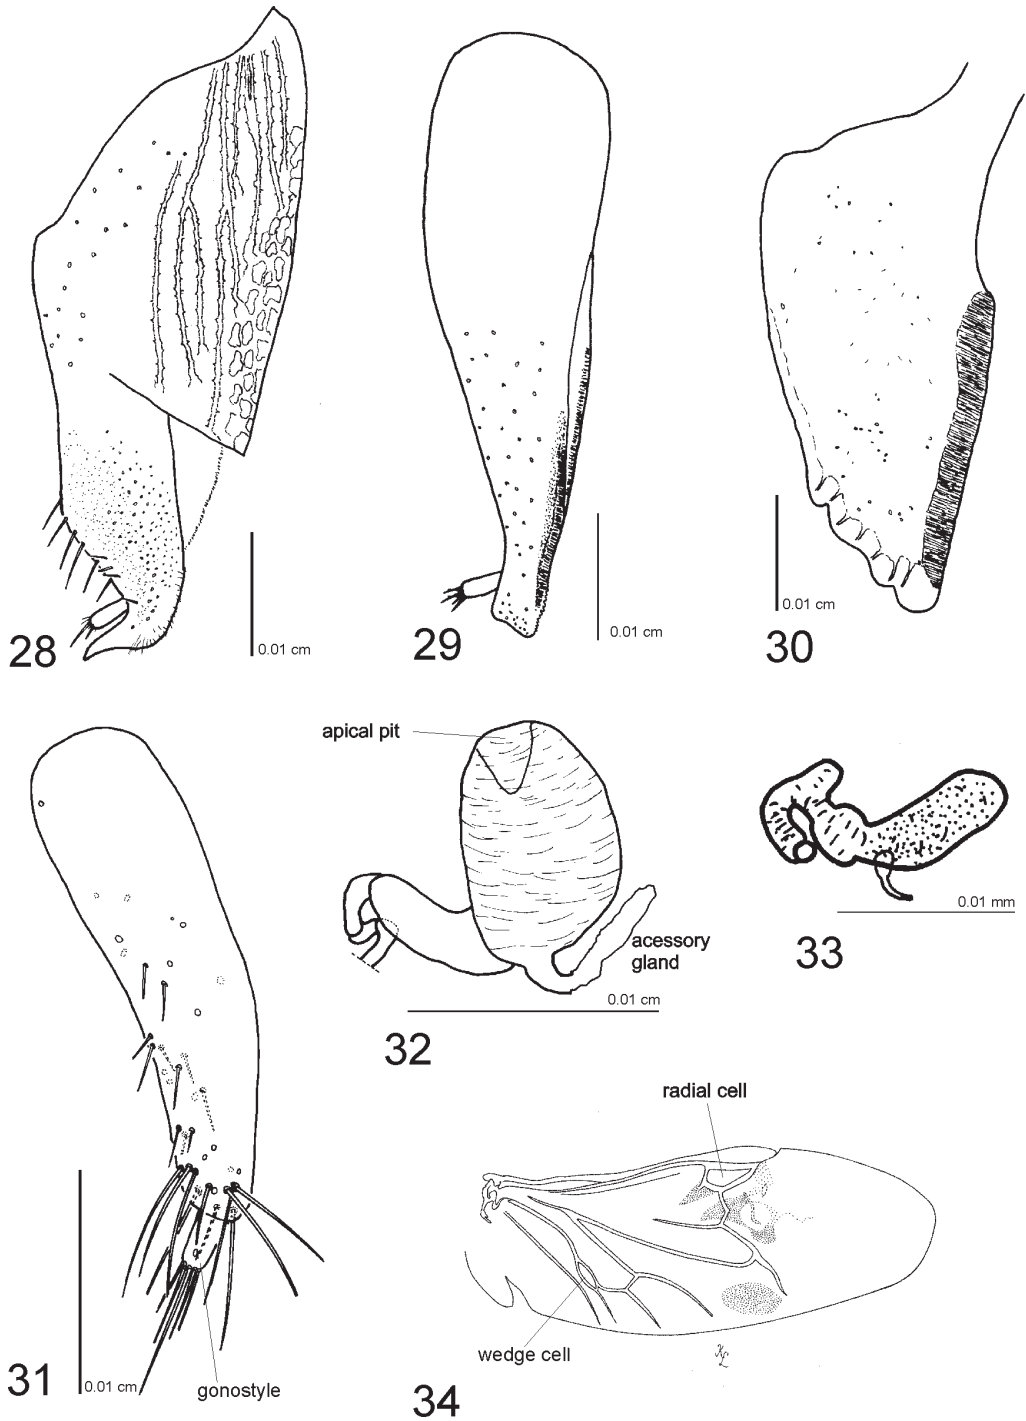 28
0.01 cm
29
0.01 cm
30
0.01 cm
apical pit
acessory
gland
0.01 cm
32
0.01 mm
33
31
0.01 cm
gonostyle
radial cell
wedge cell
34